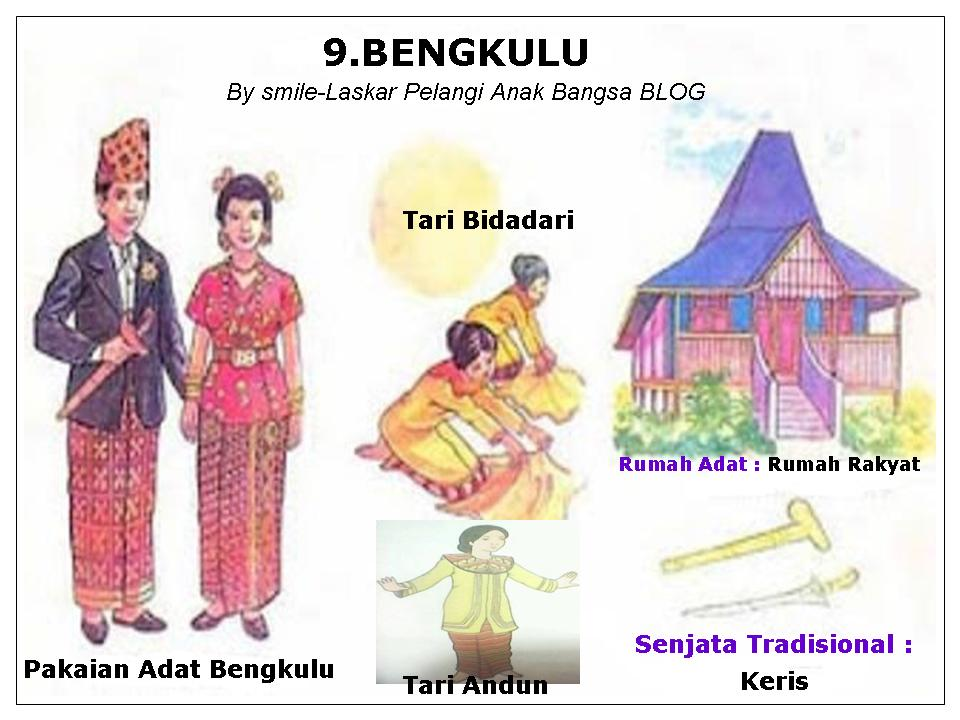 9.BENGKULU
By smile-Laskar Pelangi Anak Bangsa BLOG
Tari Bidadari
Rumah Adat : Rumah Rakyat
Senjata Tradisional :
Keris
Pakaian Adat Bengkulu
Tari Andun